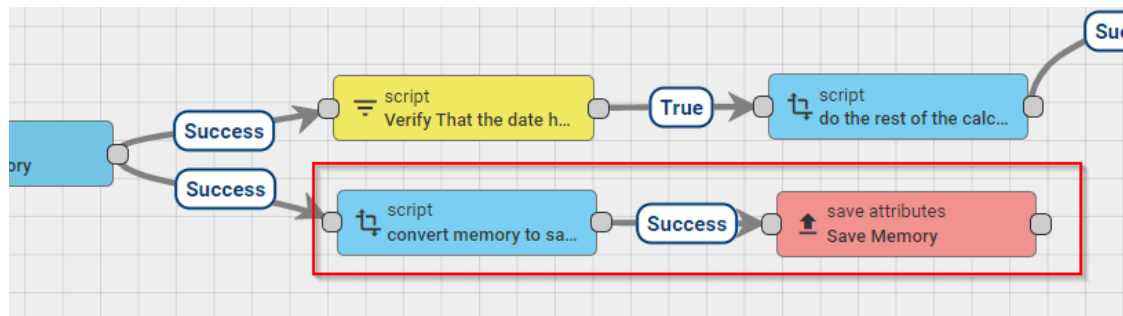 Suc
script
Verify That the date h...
True
script
do the rest of the calc...
Success
ory
Success
script
convert memory to sa...
Success
save attributes
Save Memory